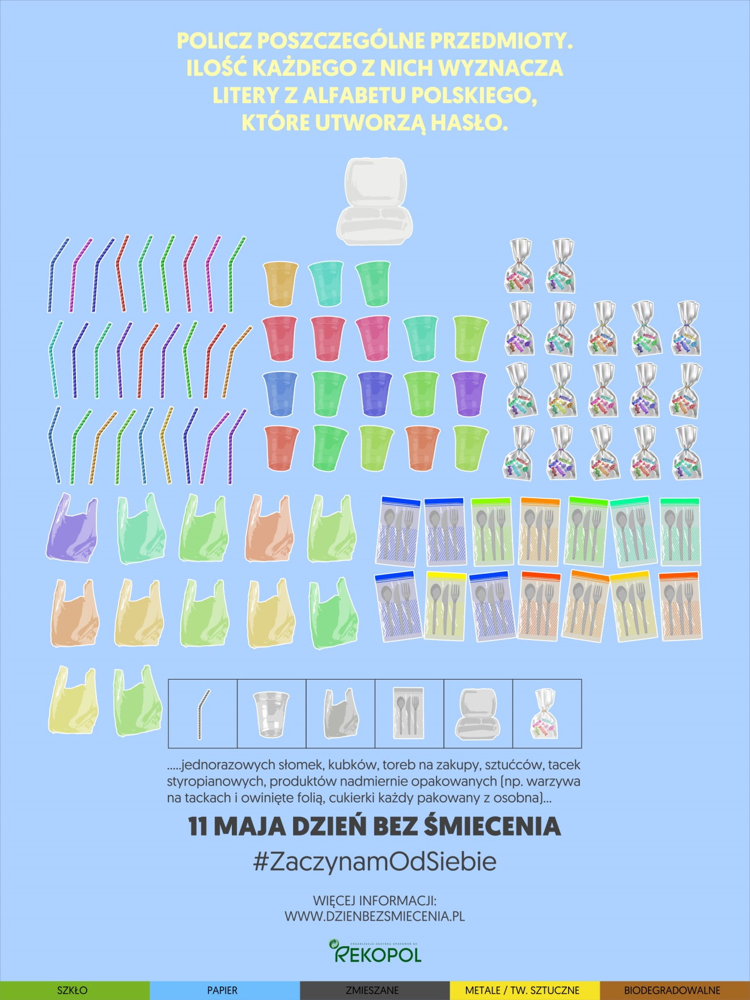 POLICZ POSZCZEGÓLNE PRZEDMIOTY.
ILOŚĆ KAŻDEGO Z NICH WYZNACZA
LITERY Z ALFABETU POLSKIEGO,
KTÓRE UTWORZĄ HASŁO.
.....jednorazowych słomek, kubków, toreb na zakupy, sztućców, tacek
styropianowych, produktów nadmiernie opakowanych (np. warzywa
na tackach i owinięte folią, cukierki każdy pakowany z osobna)...
11 MAJA DZIEŃ BEZ ŚMIECENIA
#ZaczynamOdSiebie
WIĘCEJ INFORMACJI:
WWW.DZIENBEZSMIECENIA.PL
ORGANIZACJA ODZYSKU OPAKOWAŃ SA
REKOPOL
SZKŁO PAPIER ZMIESZANE METALE / TW. SZTUCZNE BIODEGRADOWALNE